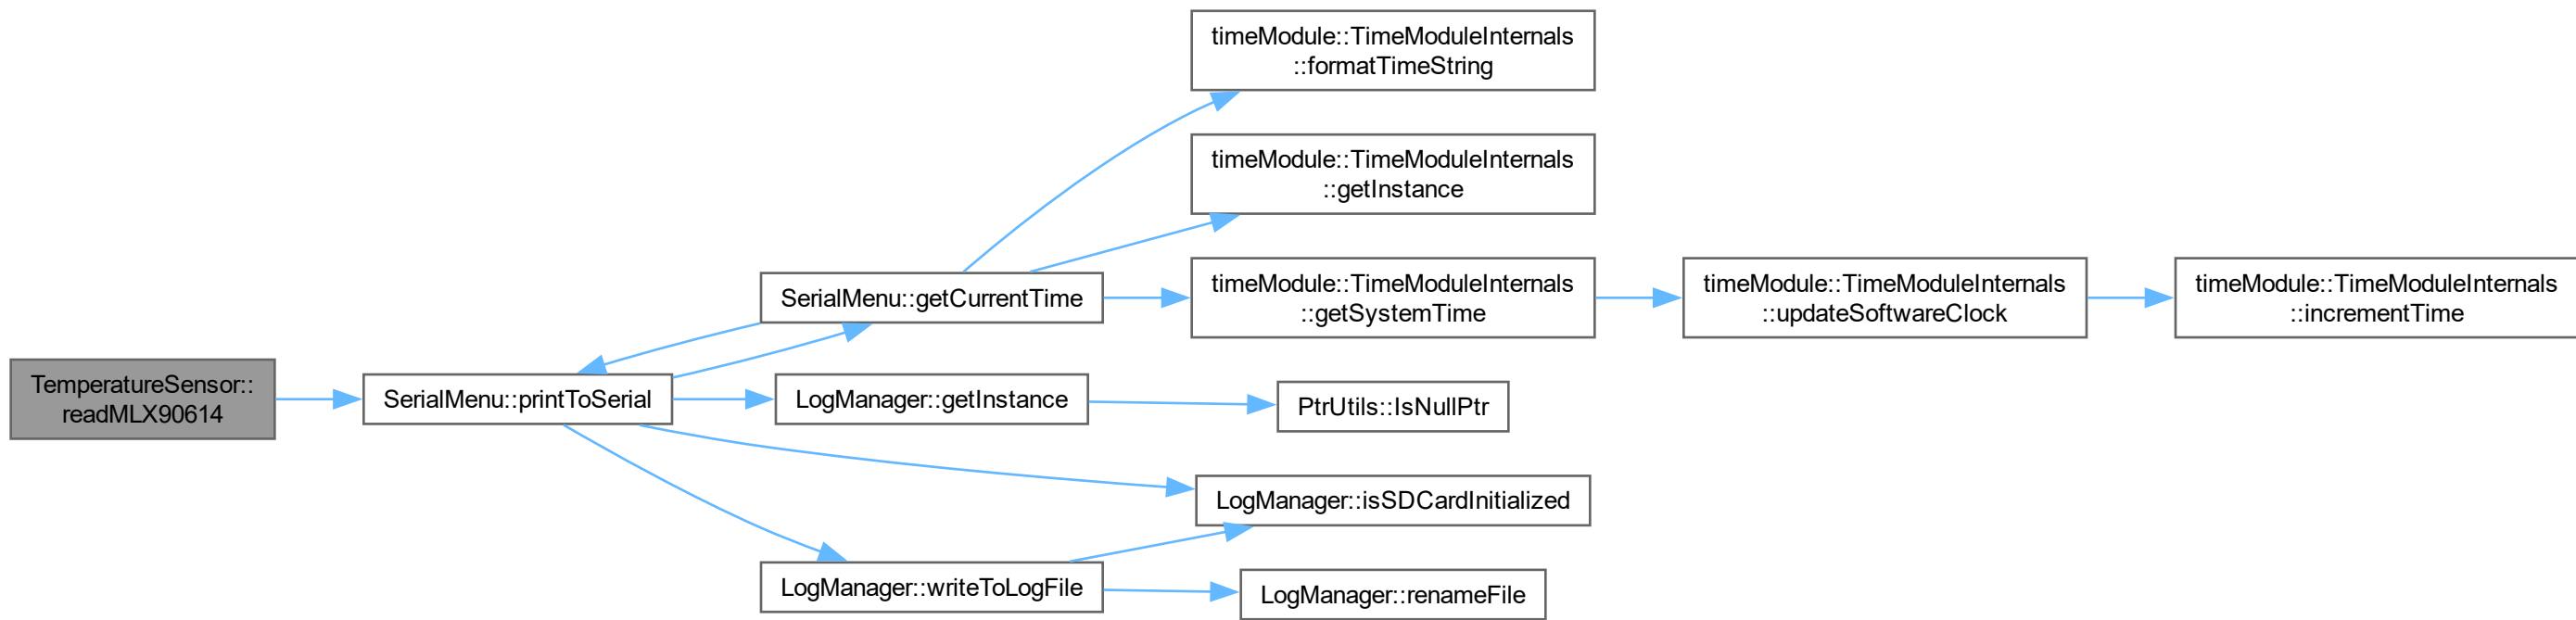 timeModule::TimeModuleInternals
::formatTimeString
timeModule::TimeModuleInternals
::getInstance
timeModule::TimeModuleInternals
::getSystemTime
timeModule::TimeModuleInternals
::updateSoftwareClock
timeModule::TimeModuleInternals
::incrementTime
SerialMenu::getCurrentTime
TemperatureSensor::
readMLX90614
SerialMenu::printToSerial
LogManager::getInstance
PtrUtils::IsNullPtr
LogManager::isSDCardInitialized
LogManager::writeToLogFile
LogManager::renameFile